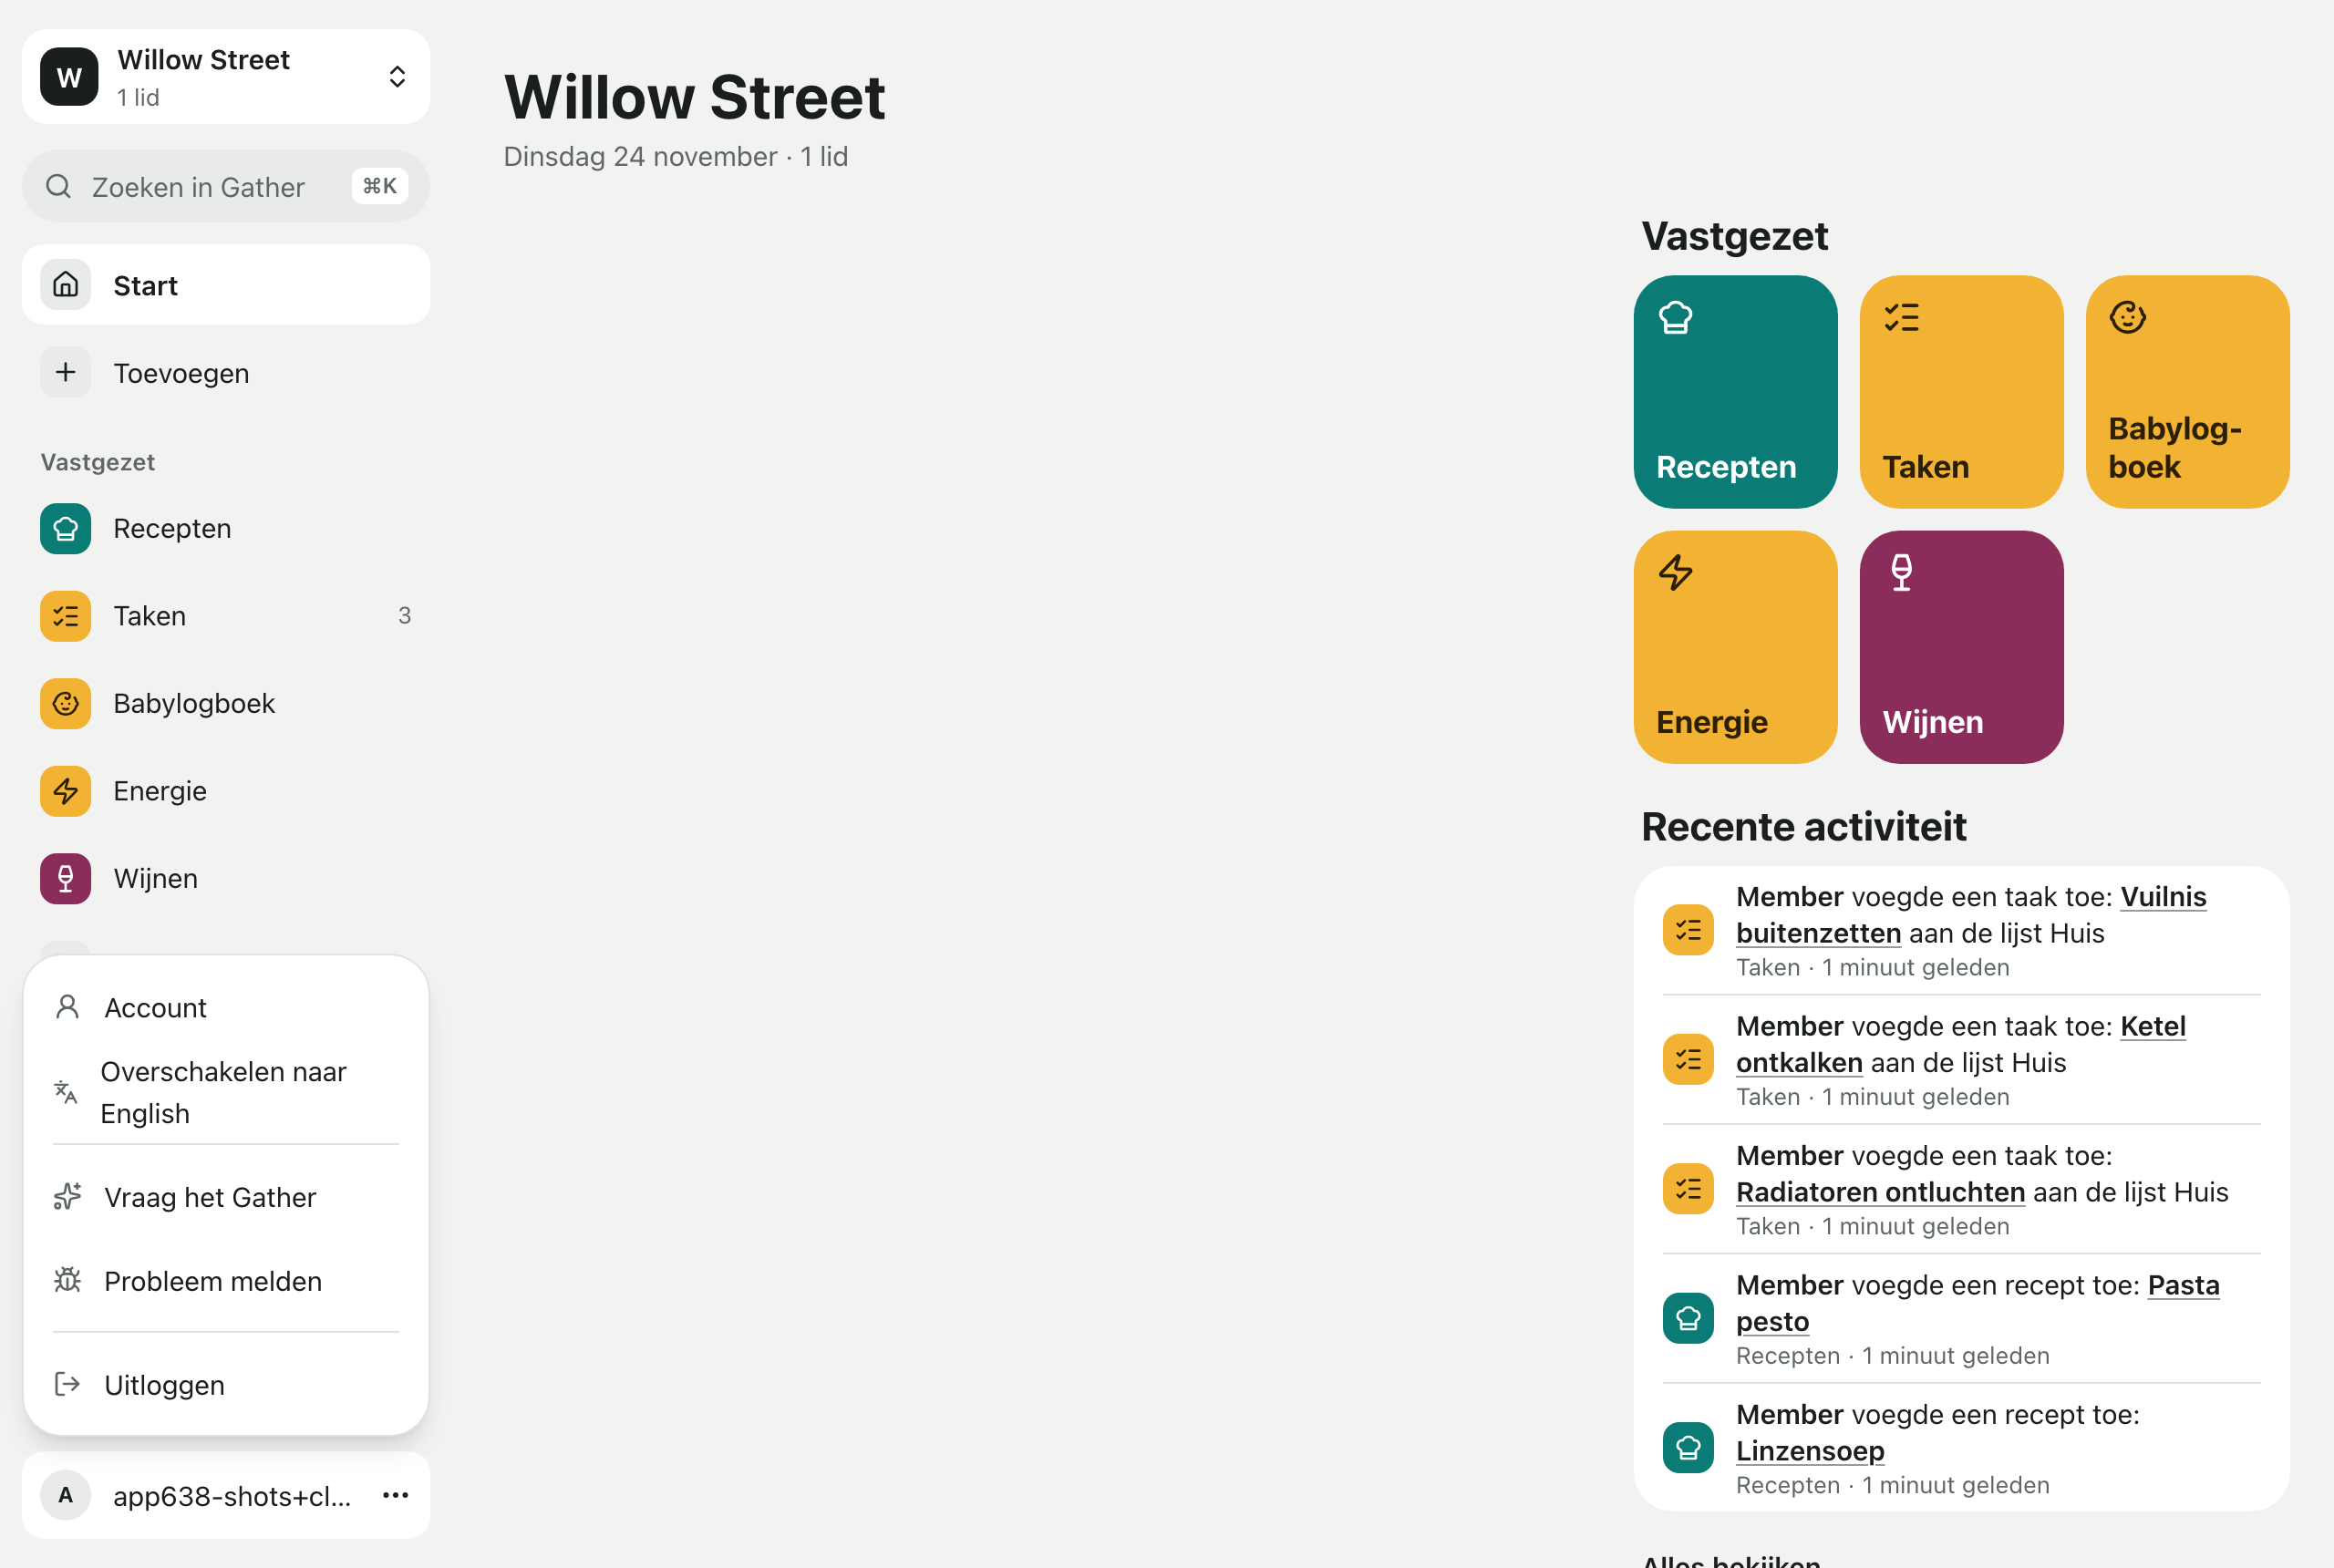 W
Willow Street
1 lid
Zoeken in Gather
⌘K
Start
Toevoegen
Vastgezet
Recepten
Taken
3
Babylogboek
Energie
Wijnen
Account
Overschakelen naar
English
Vraag het Gather
Probleem melden
Uitloggen
A
app638-shots+cl...
Willow Street
Dinsdag 24 november · 1 lid
Vastgezet
Recepten
Taken
Babylog-
boek
Energie
Wijnen
Recente activiteit
Member voegde een taak toe: Vuilnis
buitenzetten aan de lijst Huis
Taken · 1 minuut geleden
Member voegde een taak toe: Ketel
ontkalken aan de lijst Huis
Taken · 1 minuut geleden
Member voegde een taak toe:
Radiatoren ontluchten aan de lijst Huis
Taken · 1 minuut geleden
Member voegde een recept toe: Pasta
pesto
Recepten · 1 minuut geleden
Member voegde een recept toe:
Linzensoep
Recepten · 1 minuut geleden
Alles bekijken